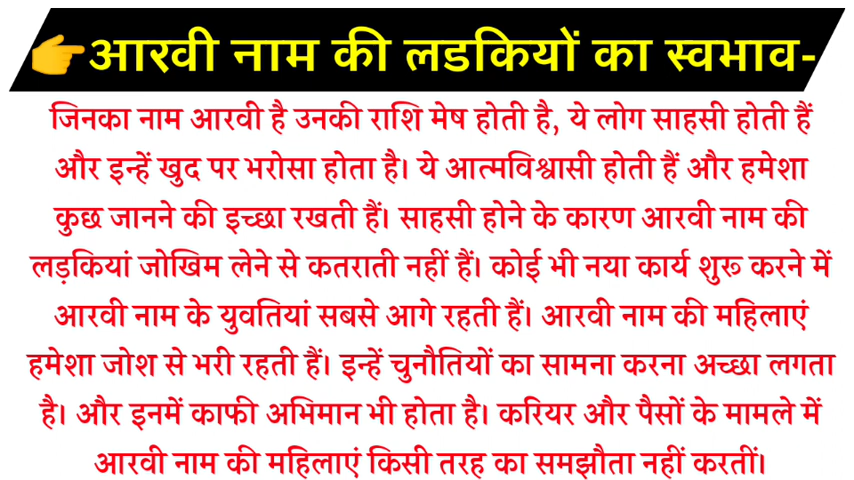 👉आरवी नाम की लडकियों का स्वभाव-
जिनका नाम आरवी है उनकी राशि मेष होती है, ये लोग साहसी होती हैं
और इन्हें खुद पर भरोसा होता है। ये आत्मविश्वासी होती हैं और हमेशा
कुछ जानने की इच्छा रखती हैं। साहसी होने के कारण आरवी नाम की
लड़कियां जोखिम लेने से कतराती नहीं हैं। कोई भी नया कार्य शुरू करने में
आरवी नाम के युवतियां सबसे आगे रहती हैं। आरवी नाम की महिलाएं
हमेशा जोश से भरी रहती हैं। इन्हें चुनौतियों का सामना करना अच्छा लगता
है। और इनमें काफी अभिमान भी होता है। करियर और पैसों के मामले में
आरवी नाम की महिलाएं किसी तरह का समझौता नहीं करतीं।